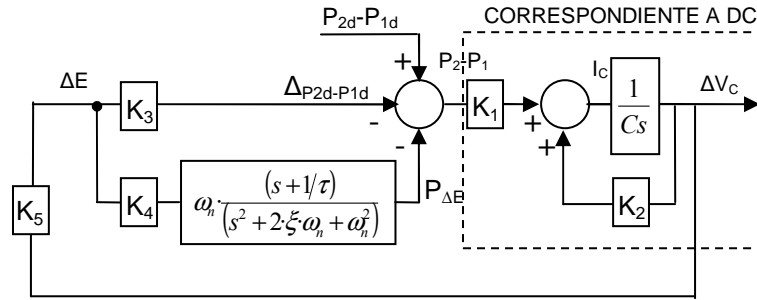 P2d-P1d
CORRESPONDIENTE A DC
ΔE
K3
ΔP2d-P1d
+
-
-
P2-P1
K1
+
+
IC
1
Cs
ΔVC
K5
K4
ωn·(s+1/τ)
(s²+2·ξ·ωn+ωn²)
PΔE
K2